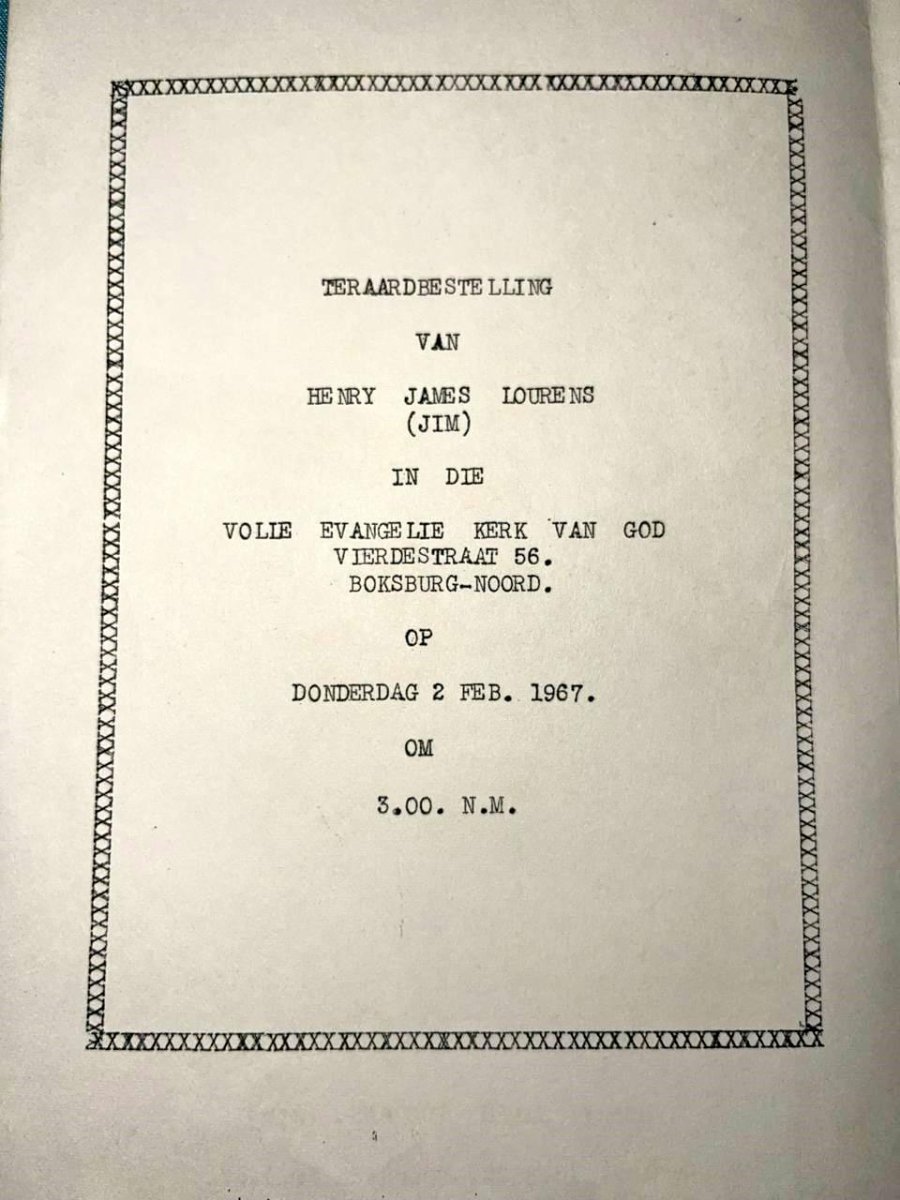 TERAARDBESTELLING
VAN
HENRY JAMES LOURENS
(JIM)
IN DIE
VOLIE EVANGELIE KERK VAN GOD
VIERDESTRAAT 56.
BOKSBURG-NOORD.
OP
DONDERDAG 2 FEB. 1967.
OM
3.00. N.M.